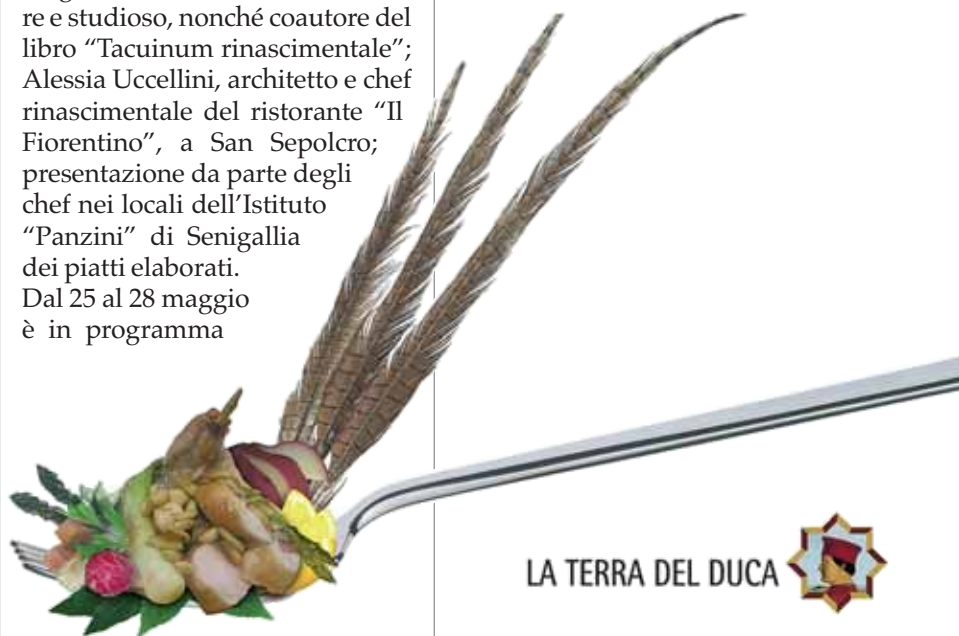 re e studioso, nonché coautore del
libro “Tacuinum rinascimentale”;
Alessia Uccellini, architetto e chef
rinascimentale del ristorante “Il
Fiorentino”, a San Sepolcro;
presentazione da parte degli
chef nei locali dell’Istituto
“Panzini” di Senigallia
dei piatti elaborati.
Dal 25 al 28 maggio
è in programma
LA TERRA DEL DUCA